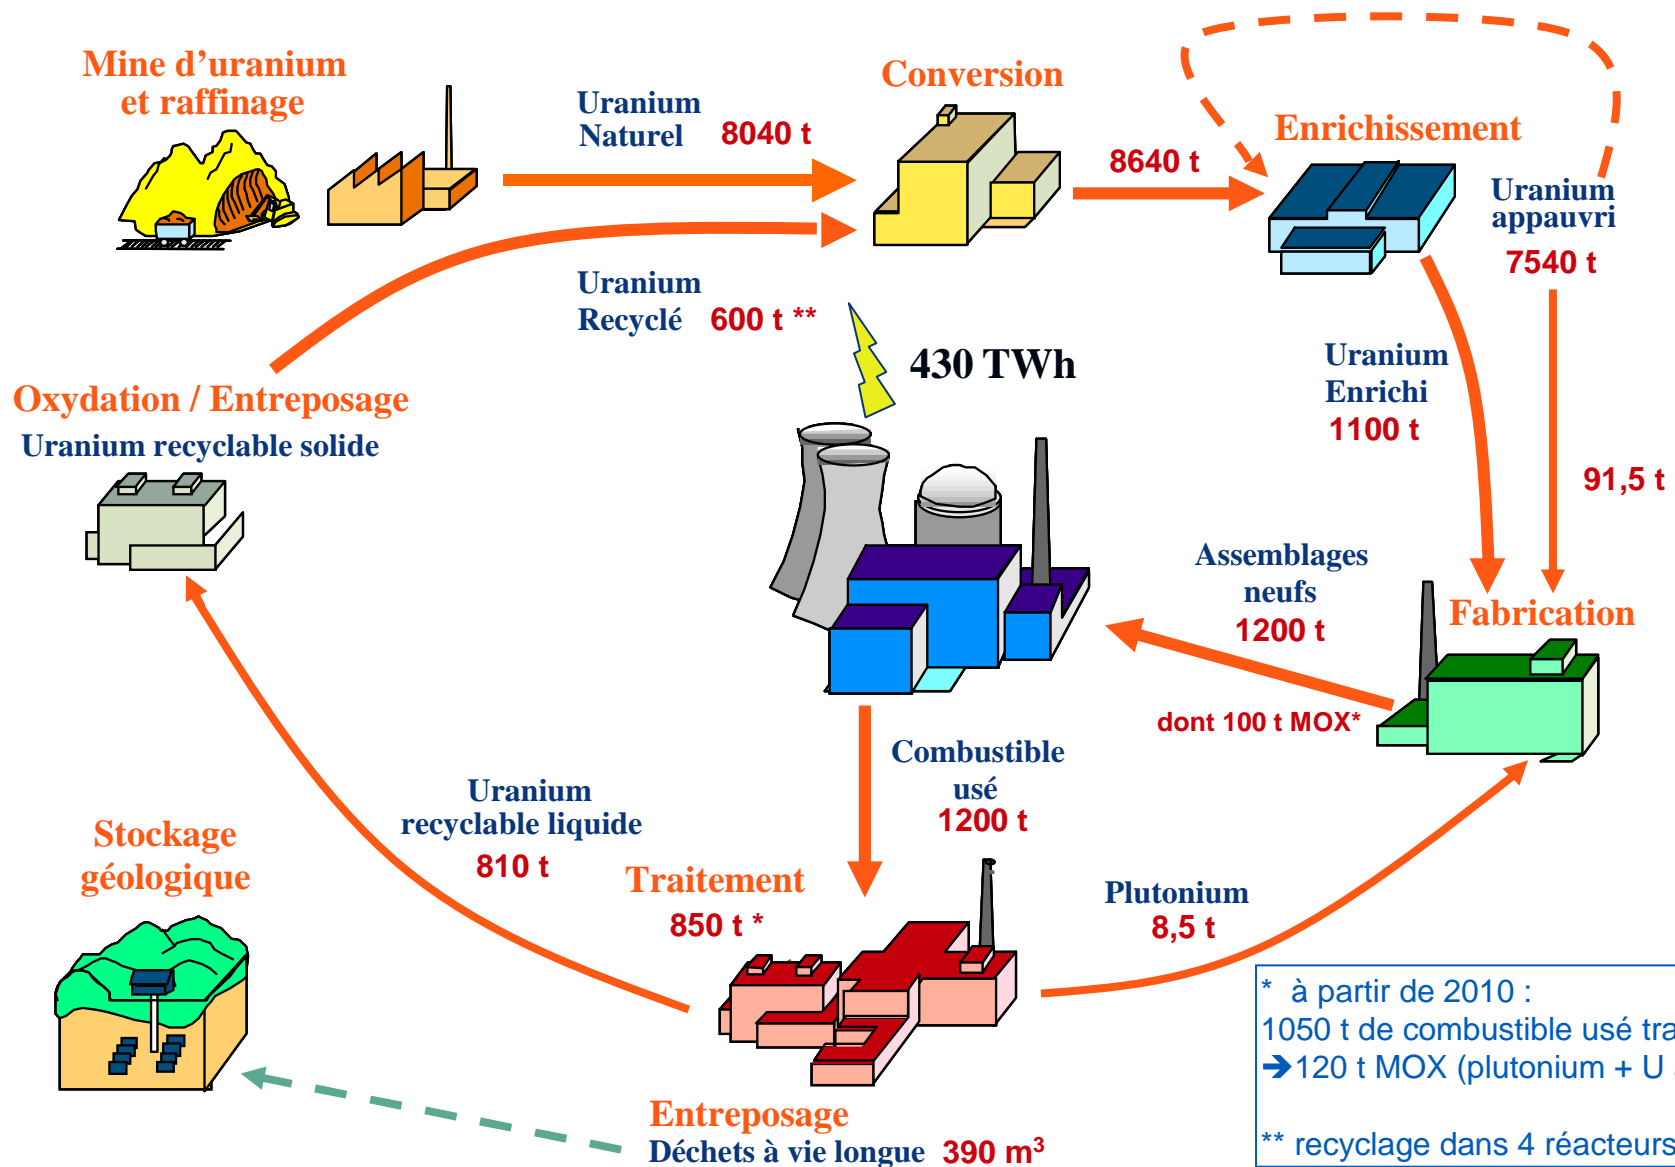 Mine d’uranium
et raffinage
Uranium
Naturel 8040 t
Conversion
8640 t
Enrichissement
Uranium
appauvri
7540 t
Uranium
Recyclé 600 t **
430 TWh
Uranium
Enrichi
1100 t
91,5 t
Oxydation / Entreposage
Uranium recyclable solide
Assemblages
neufs
1200 t
dont 100 t MOX*
Fabrication
Combustible
usé
1200 t
Uranium
recyclable liquide
810 t
Stockage
géologique
Traitement
850 t *
Plutonium
8,5 t
Entreposage
Déchets à vie longue 390 m³
* à partir de 2010 :
1050 t de combustible usé
➔120 t MOX (plutonium + U
** recyclage dans 4 réacteurs